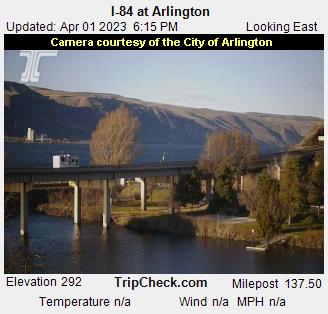 I-84 at Arlington
Updated: Apr 01 2023 6:15 PM Looking East
Camera courtesy of the City of Arlington
Elevation 292 TripCheck.com Milepost 137.50
Temperature n/a Wind n/a MPH n/a